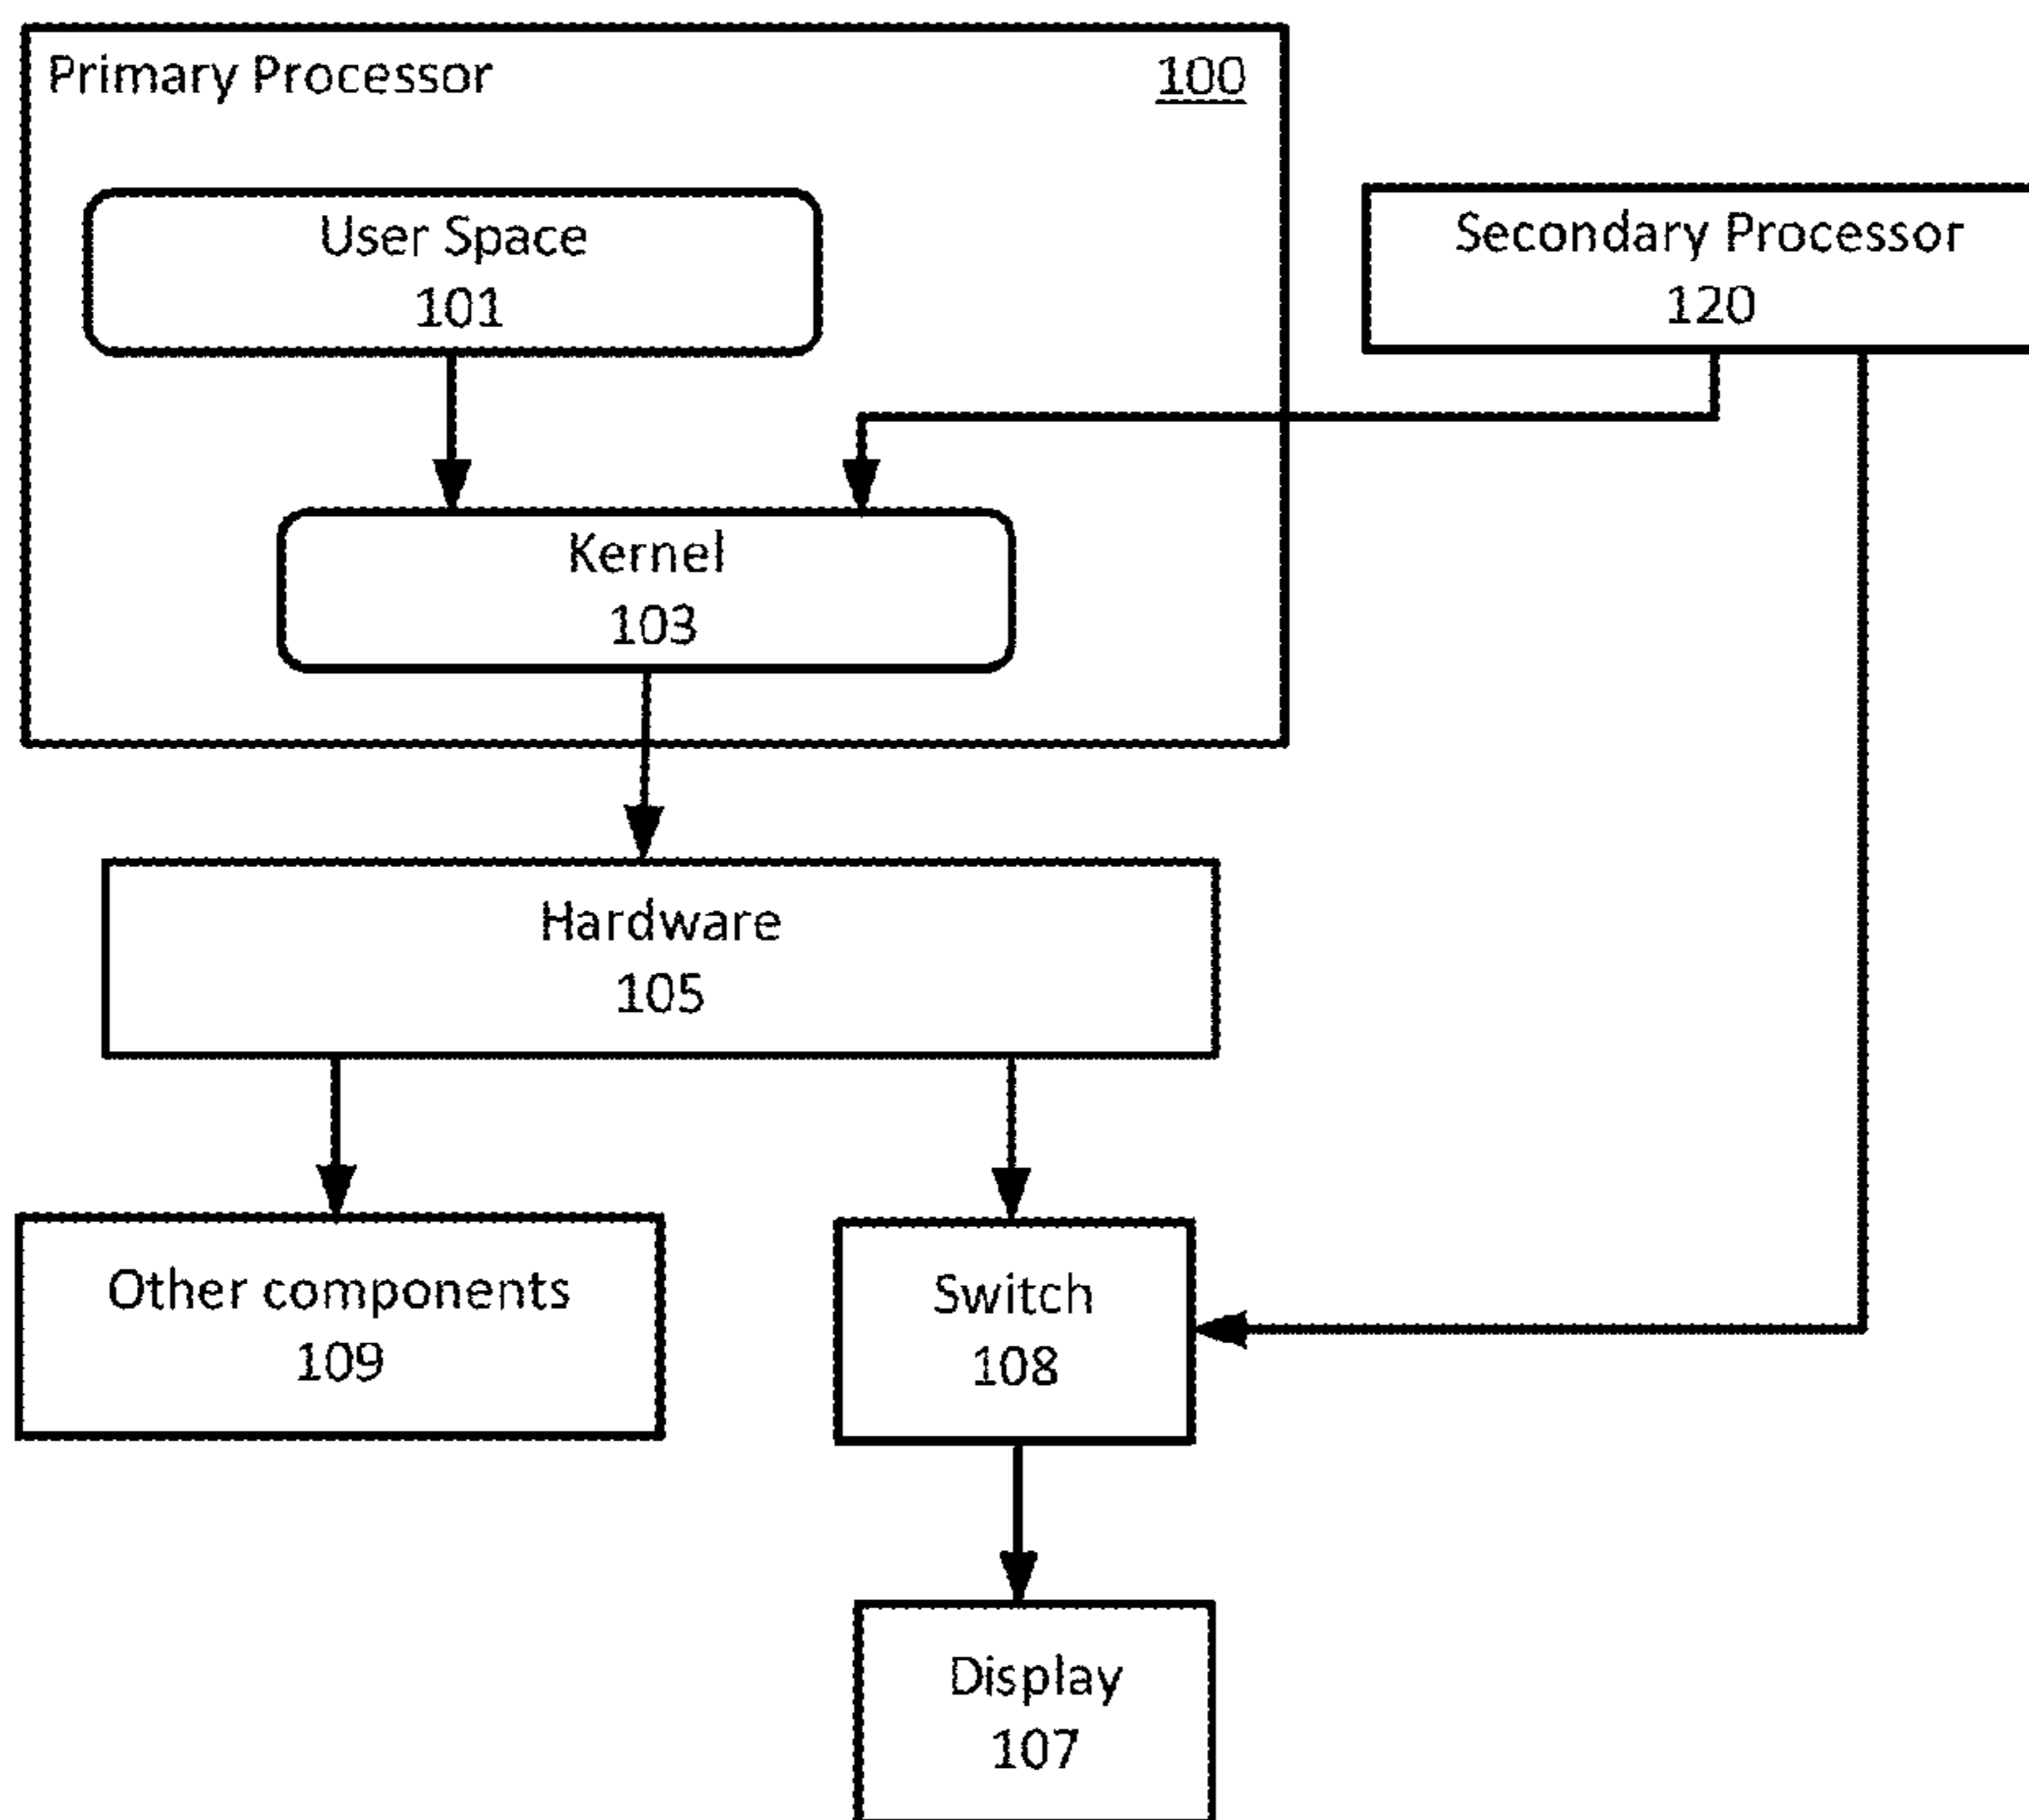 Primary Processor 100
User Space
101
Secondary Processor
120
Kernel
103
Hardware
105
Other components
109
Switch
108
Display
107